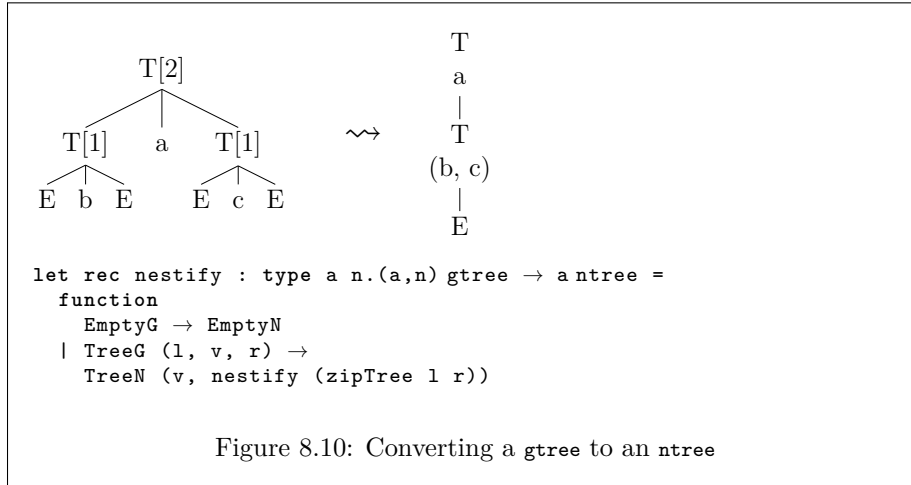 T[2]
T[1] a T[1]
E b E E c E
⇝
T
a
T
(b, c)
E
let rec nestify : type a n.(a,n) gtree → a ntree =
function
EmptyG → EmptyN
| TreeG (l, v, r) →
TreeN (v, nestify (zipTree l r))
Figure 8.10: Converting a gtree to an ntree